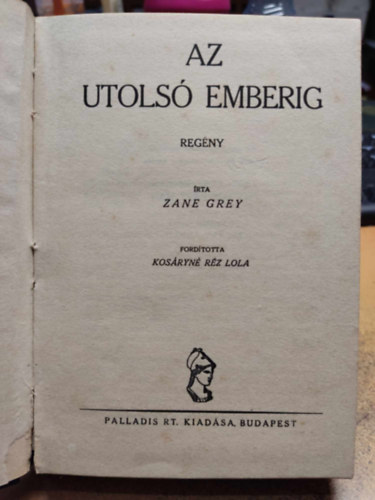 AZ
UTOLSÓ EMBERIG
REGÉNY
ÍRTA
ZANE GREY
FORDÍTOTTA
KOSÁRYNÉ RÉZ LOLA
PALLADIS RT. KIADÁSA, BUDAPEST